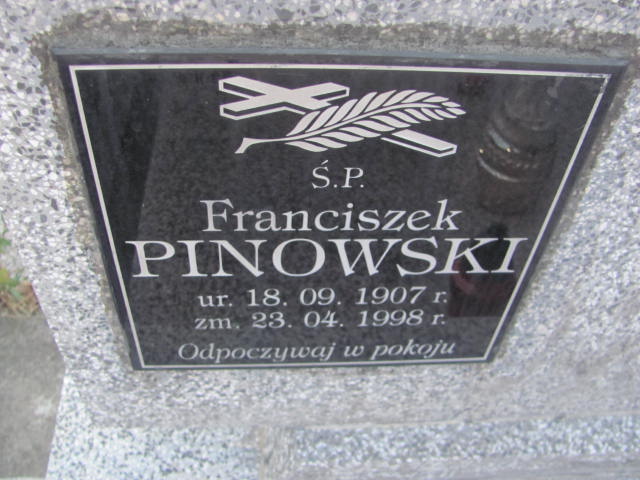 Ś.P.
Franciszek
PINOWSKI
ur. 18. 09. 1907 r.
zm. 23. 04. 1998 r.
Odpoczywaj w pokoju